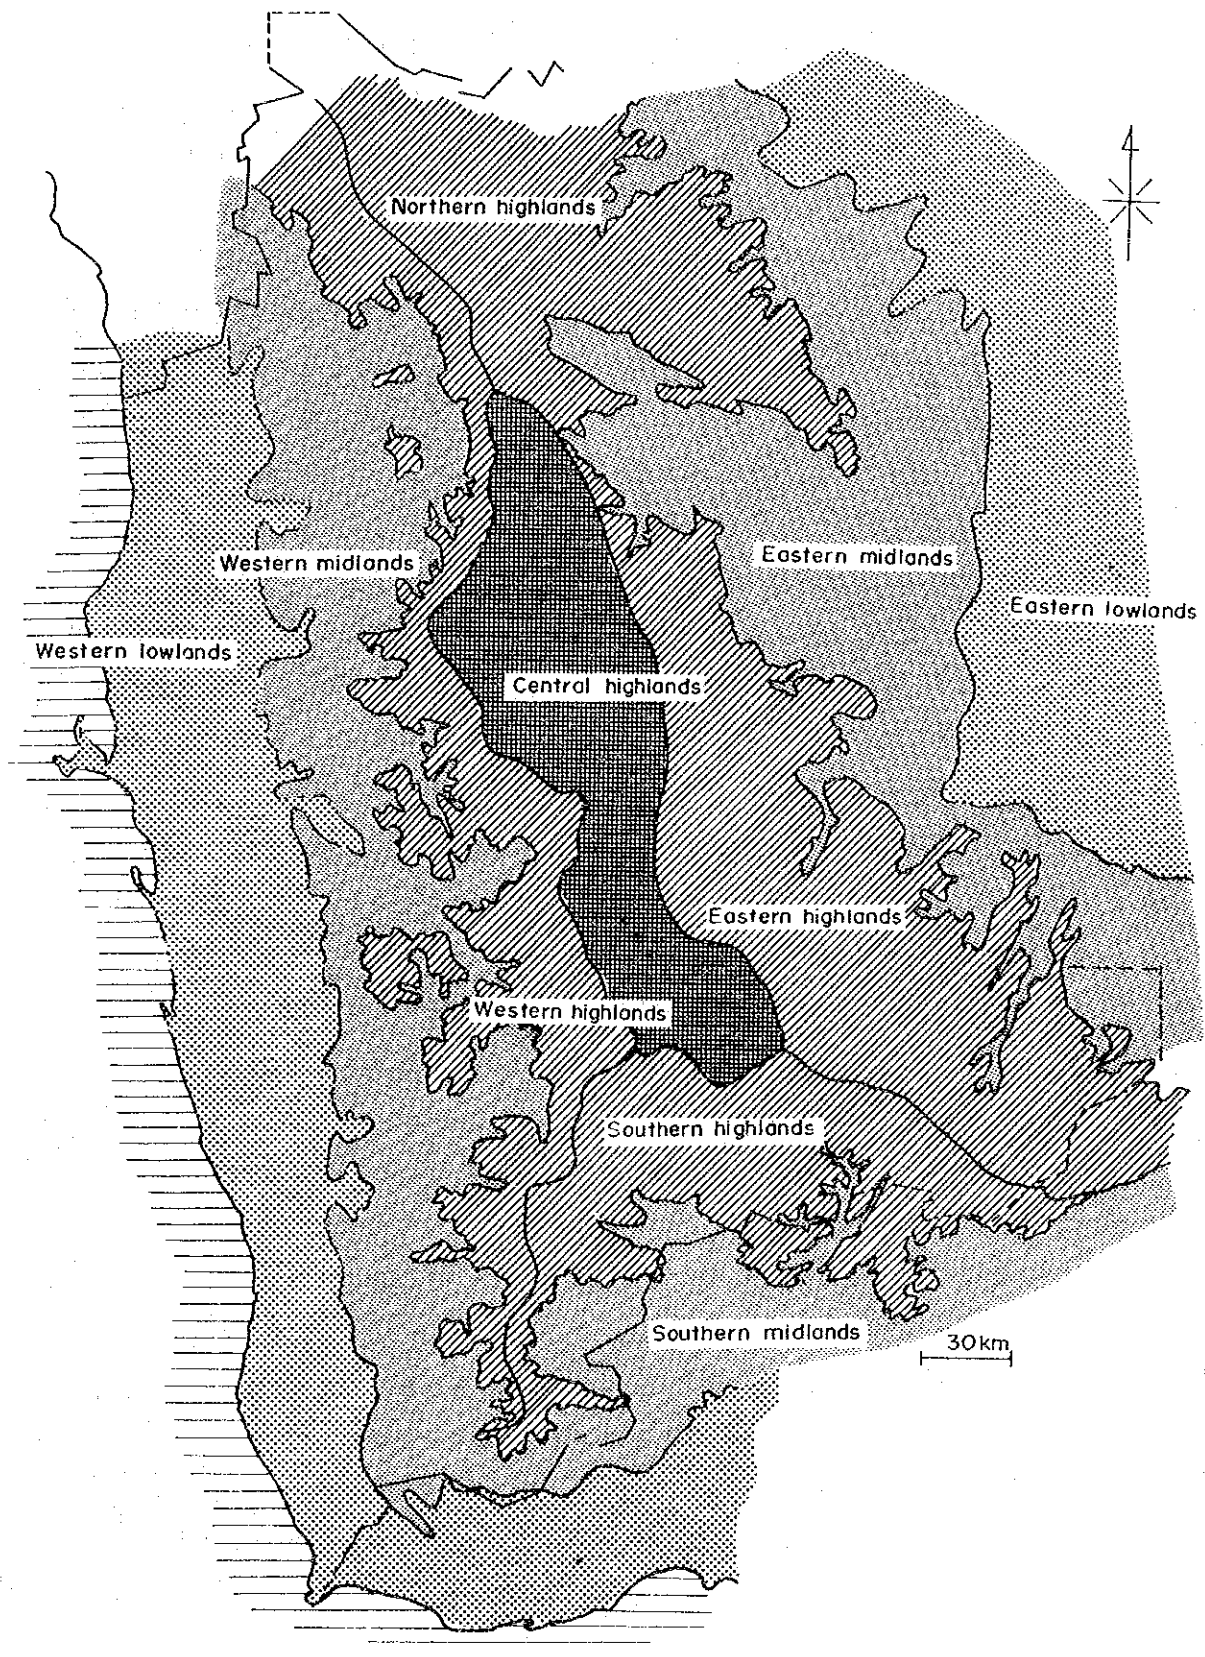 Northern highlands
Western midlands
Eastern midlands
Eastern lowlands
Western lowlands
Central highlands
Eastern highlands
Western highlands
Southern highlands
Southern midlands
30 km